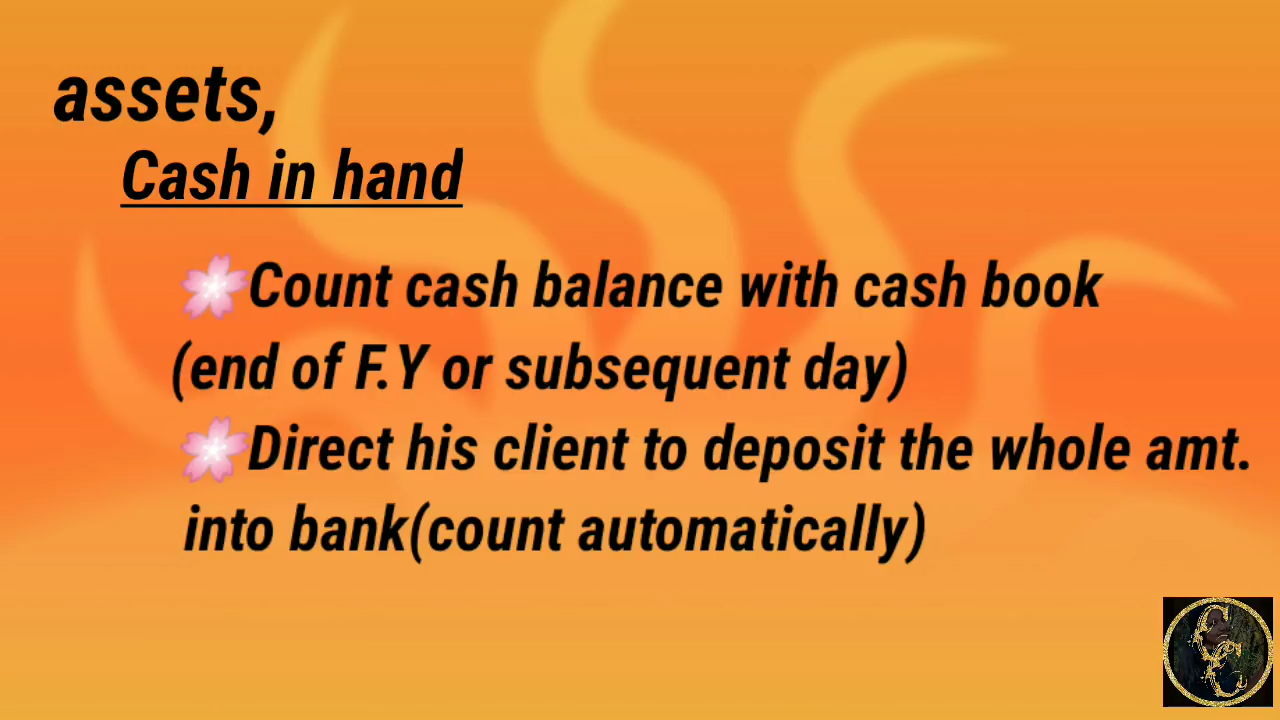 assets,
Cash in hand
🌸Count cash balance with cash book
(end of F.Y or subsequent day)
🌸Direct his client to deposit the whole amt.
into bank(count automatically)